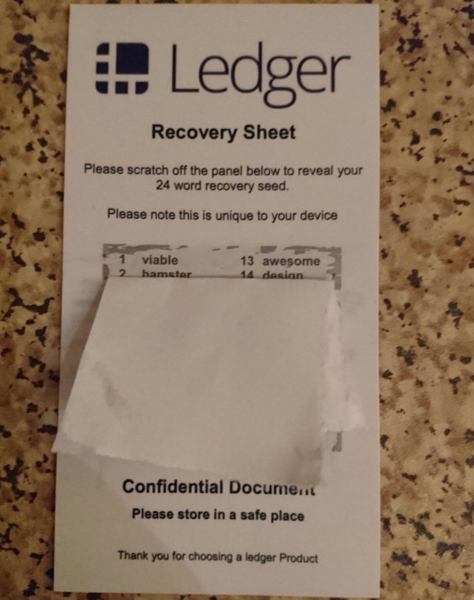 Ledger
Recovery Sheet
Please scratch off the panel below to reveal your
24 word recovery seed.
Please note this is unique to your device
1 viable 13 awesome
2 hamster 14 design
Confidential Document
Please store in a safe place
Thank you for choosing a ledger Product